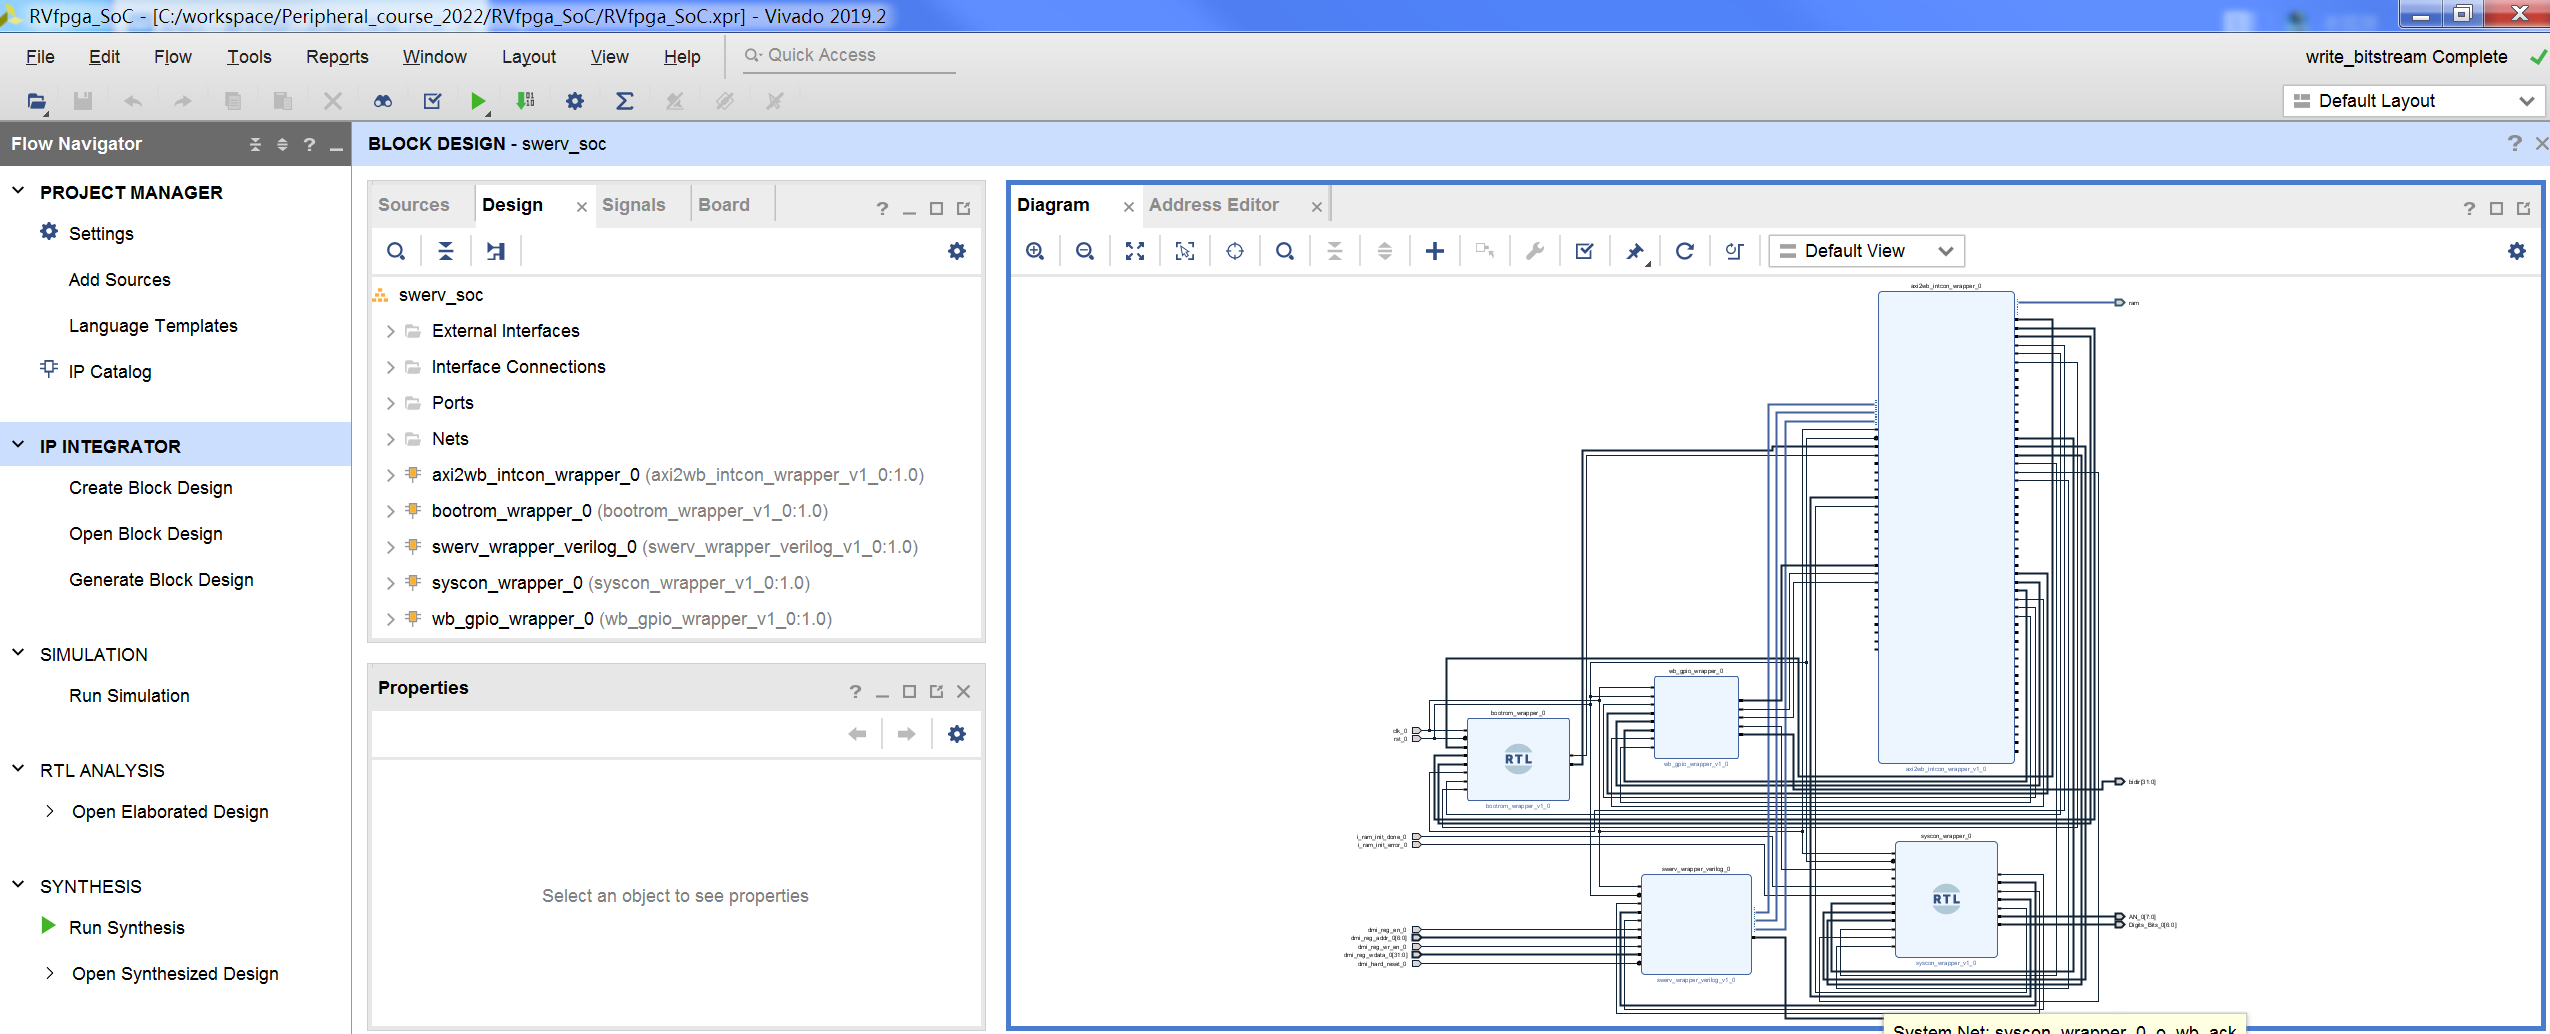 RVfpga_SoC - [C:/workspace/Peripheral_course_2022/RVfpga_SoC/RVfpga_SoC.xpr] - Vivado 2019.2
File Edit Flow Tools Reports Window Layout View Help Quick Access
write_bitstream Complete
Default Layout
Flow Navigator
BLOCK DESIGN - swerv_soc
PROJECT MANAGER
Settings
Add Sources
Language Templates
IP Catalog
IP INTEGRATOR
Create Block Design
Open Block Design
Generate Block Design
SIMULATION
Run Simulation
RTL ANALYSIS
Open Elaborated Design
SYNTHESIS
Run Synthesis
Open Synthesized Design
Sources Design Signals Board
swerv_soc
External Interfaces
Interface Connections
Ports
Nets
axi2wb_intcon_wrapper_0 (axi2wb_intcon_wrapper_v1_0:1.0)
bootrom_wrapper_0 (bootrom_wrapper_v1_0:1.0)
swerv_wrapper_verilog_0 (swerv_wrapper_verilog_v1_0:1.0)
syscon_wrapper_0 (syscon_wrapper_v1_0:1.0)
wb_gpio_wrapper_0 (wb_gpio_wrapper_v1_0:1.0)
Properties
Select an object to see properties
Diagram Address Editor
Default View
axi2wb_intcon_wrapper_0
ram
axi2wb_intcon_wrapper_v1_0
wb_gpio_wrapper_0
wb_gpio_wrapper_v1_0
bootrom_wrapper_0
RTL
bootrom_wrapper_v1_0
clk_0
rst_0
bidir[31:0]
i_ram_init_done_0
i_ram_init_error_0
syscon_wrapper_0
RTL
syscon_wrapper_v1_0
swerv_wrapper_verilog_0
swerv_wrapper_verilog_v1_0
AN_0[7:0]
Digits_Bits_0[6:0]
dmi_reg_en_0
dmi_reg_addr_0[6:0]
dmi_reg_wr_en_0
dmi_reg_wdata_0[31:0]
dmi_hard_reset_0
System Net: syscon_wrapper_0_o_wb_ack